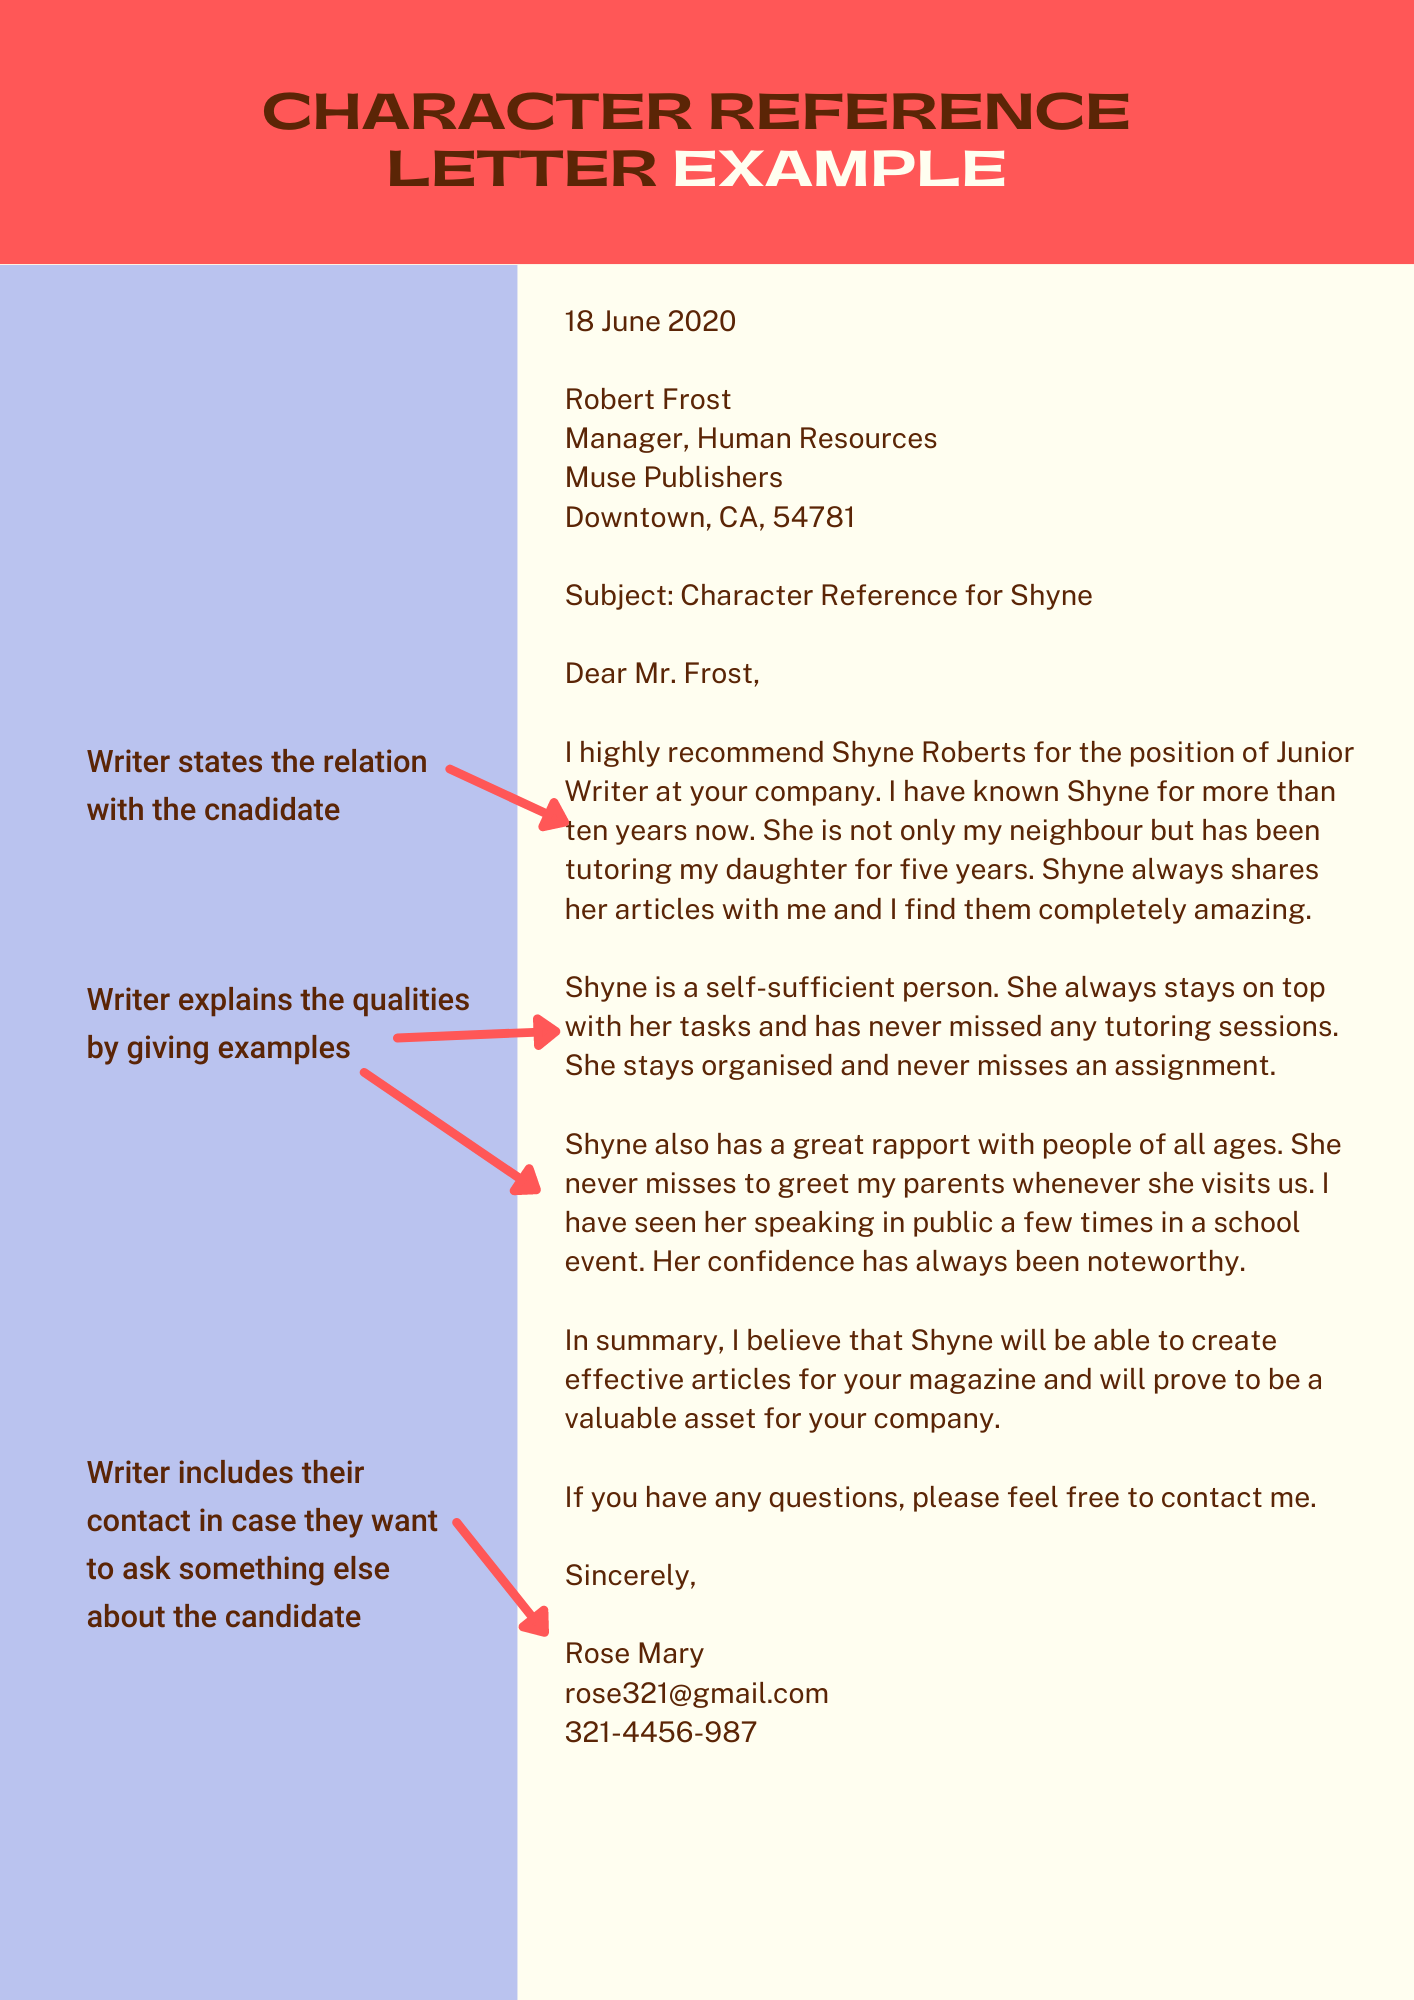 CHARACTER REFERENCE
LETTER EXAMPLE
18 June 2020
Robert Frost
Manager, Human Resources
Muse Publishers
Downtown, CA, 54781
Subject: Character Reference for Shyne
Dear Mr. Frost,
Writer states the relation
with the cnadidate
I highly recommend Shyne Roberts for the position of Junior
Writer at your company. I have known Shyne for more than
ten years now. She is not only my neighbour but has been
tutoring my daughter for five years. Shyne always shares
her articles with me and I find them completely amazing.
Writer explains the qualities
by giving examples
Shyne is a self-sufficient person. She always stays on top
with her tasks and has never missed any tutoring sessions.
She stays organised and never misses an assignment.
Shyne also has a great rapport with people of all ages. She
never misses to greet my parents whenever she visits us. I
have seen her speaking in public a few times in a school
event. Her confidence has always been noteworthy.
In summary, I believe that Shyne will be able to create
effective articles for your magazine and will prove to be a
valuable asset for your company.
Writer includes their
contact in case they want
to ask something else
about the candidate
If you have any questions, please feel free to contact me.
Sincerely,
Rose Mary
rose321@gmail.com
321-4456-987